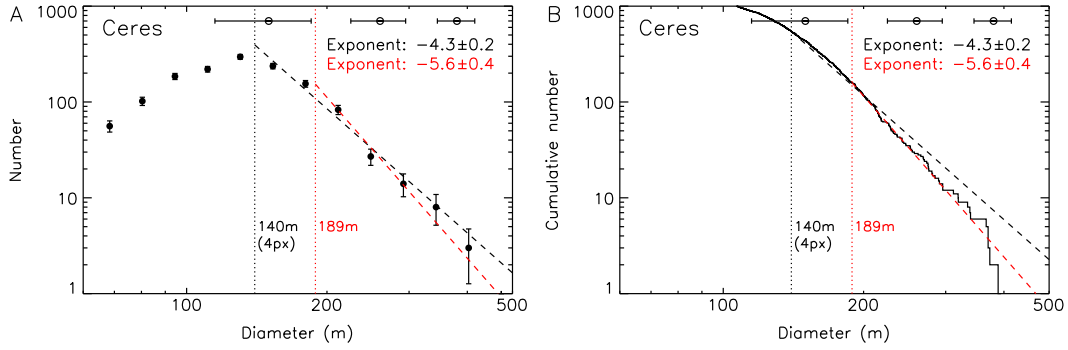 A
Ceres
Exponent: −4.3±0.2
Exponent: −5.6±0.4
1000
100
10
1
Number
140m
(4px)
189m
100
200
500
Diameter (m)
B
Ceres
Exponent: −4.3±0.2
Exponent: −5.6±0.4
1000
100
10
1
Cumulative number
140m
(4px)
189m
100
200
500
Diameter (m)